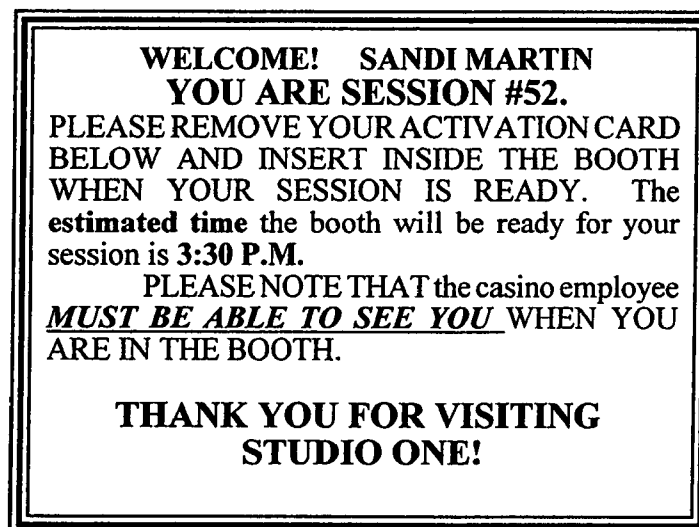 WELCOME! SANDI MARTIN
YOU ARE SESSION #52.
PLEASE REMOVE YOUR ACTIVATION CARD
BELOW AND INSERT INSIDE THE BOOTH
WHEN YOUR SESSION IS READY. The
estimated time the booth will be ready for your
session is 3:30 P.M.
PLEASE NOTE THAT the casino employee
MUST BE ABLE TO SEE YOU WHEN YOU
ARE IN THE BOOTH.
THANK YOU FOR VISITING
STUDIO ONE!